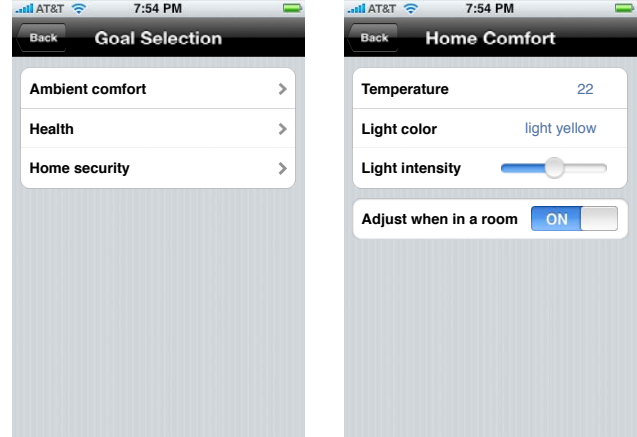 AT&T 7:54 PM
Back Goal Selection
Ambient comfort
Health
Home security
AT&T 7:54 PM
Back Home Comfort
Temperature 22
Light color light yellow
Light intensity
Adjust when in a room ON